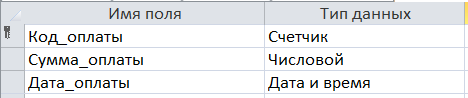 Имя поля Тип данных
Код_оплаты Счетчик
Сумма_оплаты Числовой
Дата_оплаты Дата и время